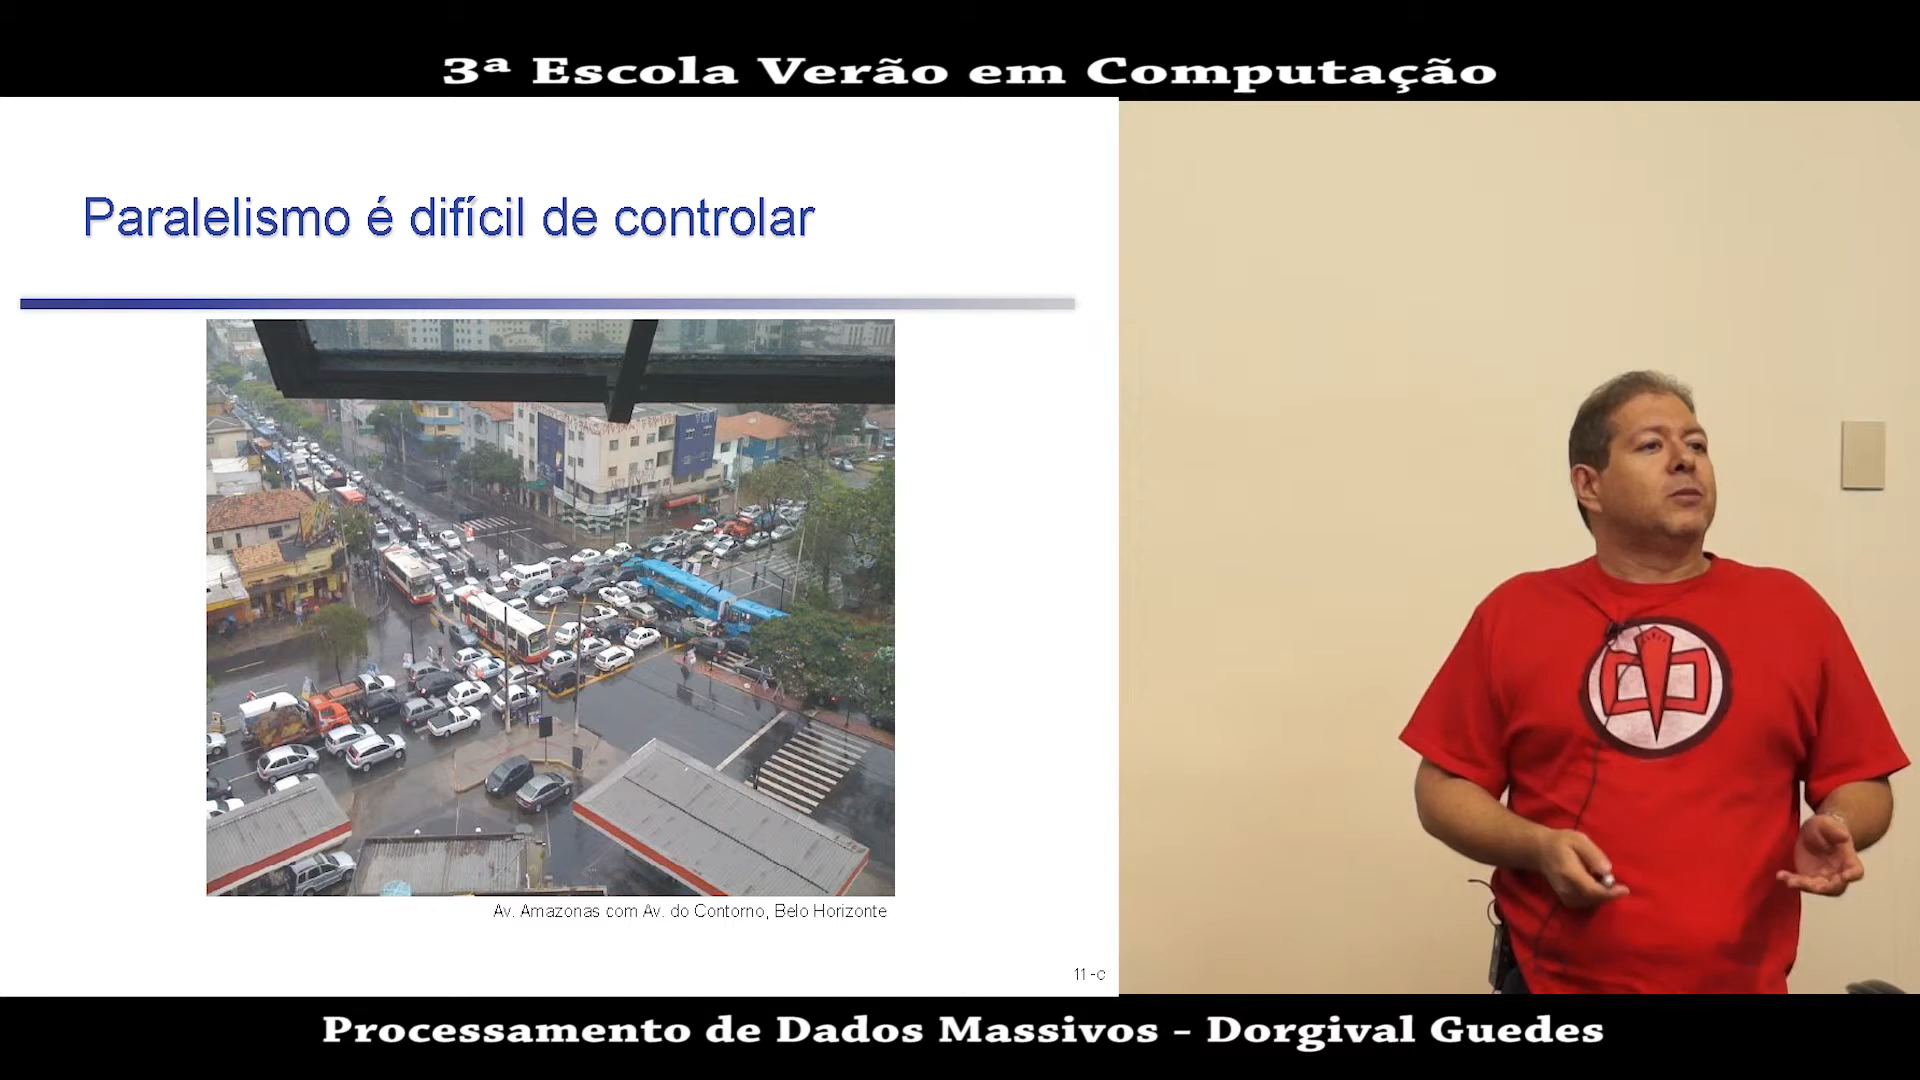 3ª Escola Verão em Computação
Paralelismo é difícil de controlar
Av. Amazonas com Av. do Contorno, Belo Horizonte
11 -c
Processamento de Dados Massivos - Dorgival Guedes